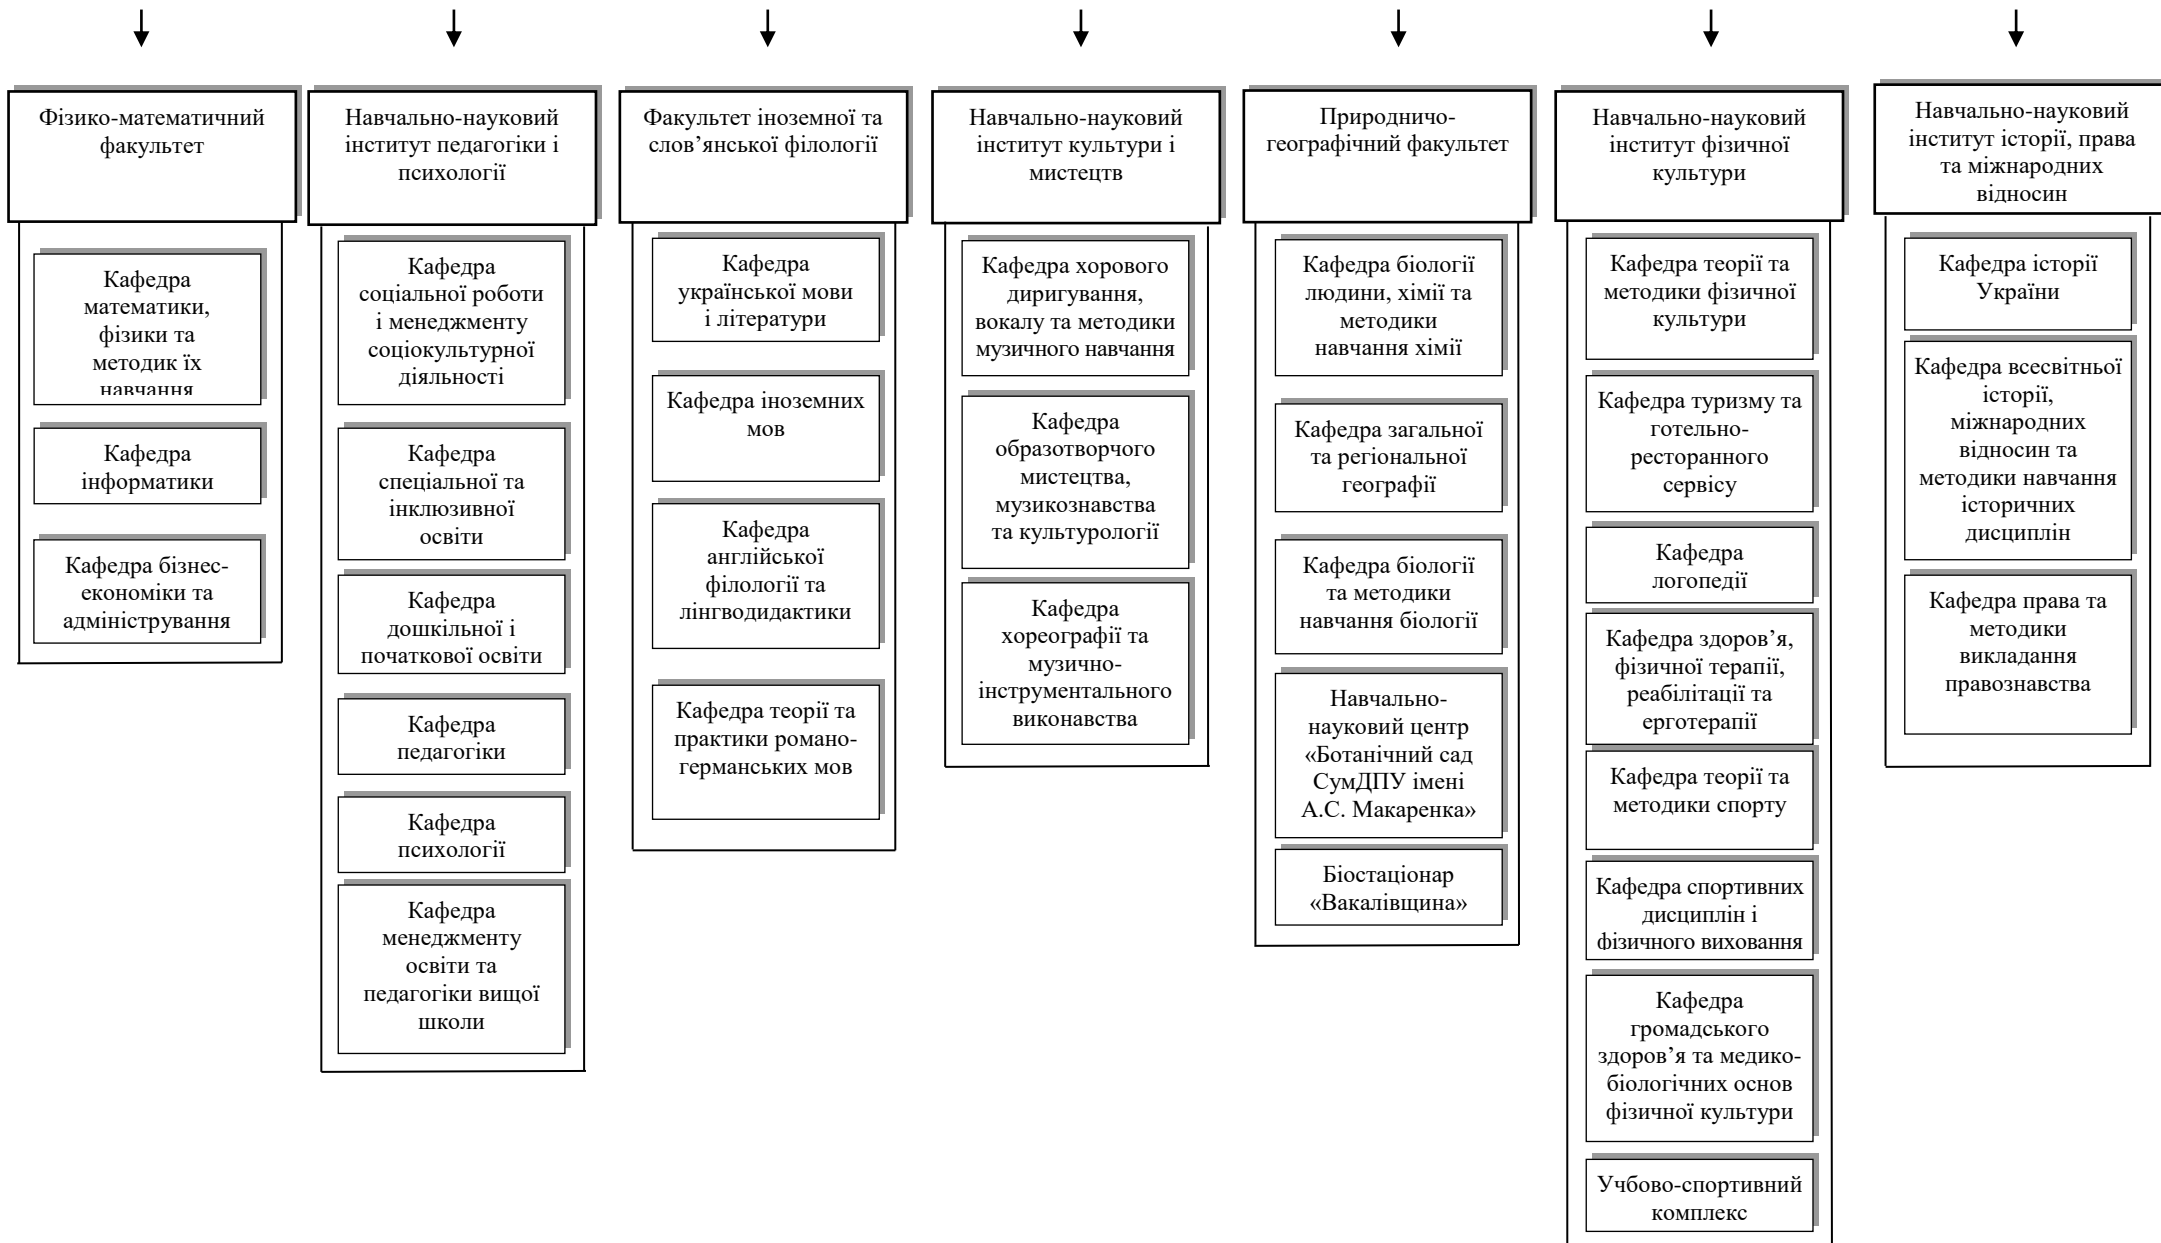 Фізико-математичний
факультет
Кафедра
математики,
фізики та
методик їх
навчання
Кафедра
інформатики
Кафедра бізнес-
економіки та
адміністрування
Навчально-науковий
інститут педагогіки і
психології
Кафедра
соціальної роботи
і менеджменту
соціокультурної
діяльності
Кафедра
спеціальної та
інклюзивної
освіти
Кафедра
дошкільної і
початкової освіти
Кафедра
педагогіки
Кафедра
психології
Кафедра
менеджменту
освіти та
педагогіки вищої
школи
Факультет іноземної та
слов’янської філології
Кафедра
української мови
і літератури
Кафедра іноземних
мов
Кафедра
англійської
філології та
лінгводидактики
Кафедра теорії та
практики романо-
германських мов
Навчально-науковий
інститут культури і
мистецтв
Кафедра хорового
диригування,
вокалу та методики
музичного навчання
Кафедра
образотворчого
мистецтва,
музикознавства
та культурології
Кафедра
хореографії та
музично-
інструментального
виконавства
Природничо-
географічний факультет
Кафедра біології
людини, хімії та
методики
навчання хімії
Кафедра загальної
та регіональної
географії
Кафедра біології
та методики
навчання біології
Навчально-
науковий центр
«Ботанічний сад
СумДПУ імені
А.С. Макаренка»
Біостаціонар
«Вакалівщина»
Навчально-науковий
інститут фізичної
культури
Кафедра теорії та
методики фізичної
культури
Кафедра туризму та
готельно-
ресторанного
сервісу
Кафедра
логопедії
Кафедра здоров’я,
фізичної терапії,
реабілітації та
ерготерапії
Кафедра теорії та
методики спорту
Кафедра спортивних
дисциплін і
фізичного виховання
Кафедра
громадського
здоров’я та медико-
біологічних основ
фізичної культури
Учбово-спортивний
комплекс
Навчально-науковий
інститут історії, права
та міжнародних
відносин
Кафедра історії
України
Кафедра всесвітньої
історії,
міжнародних
відносин та
методики навчання
історичних
дисциплін
Кафедра права та
методики
викладання
правознавства